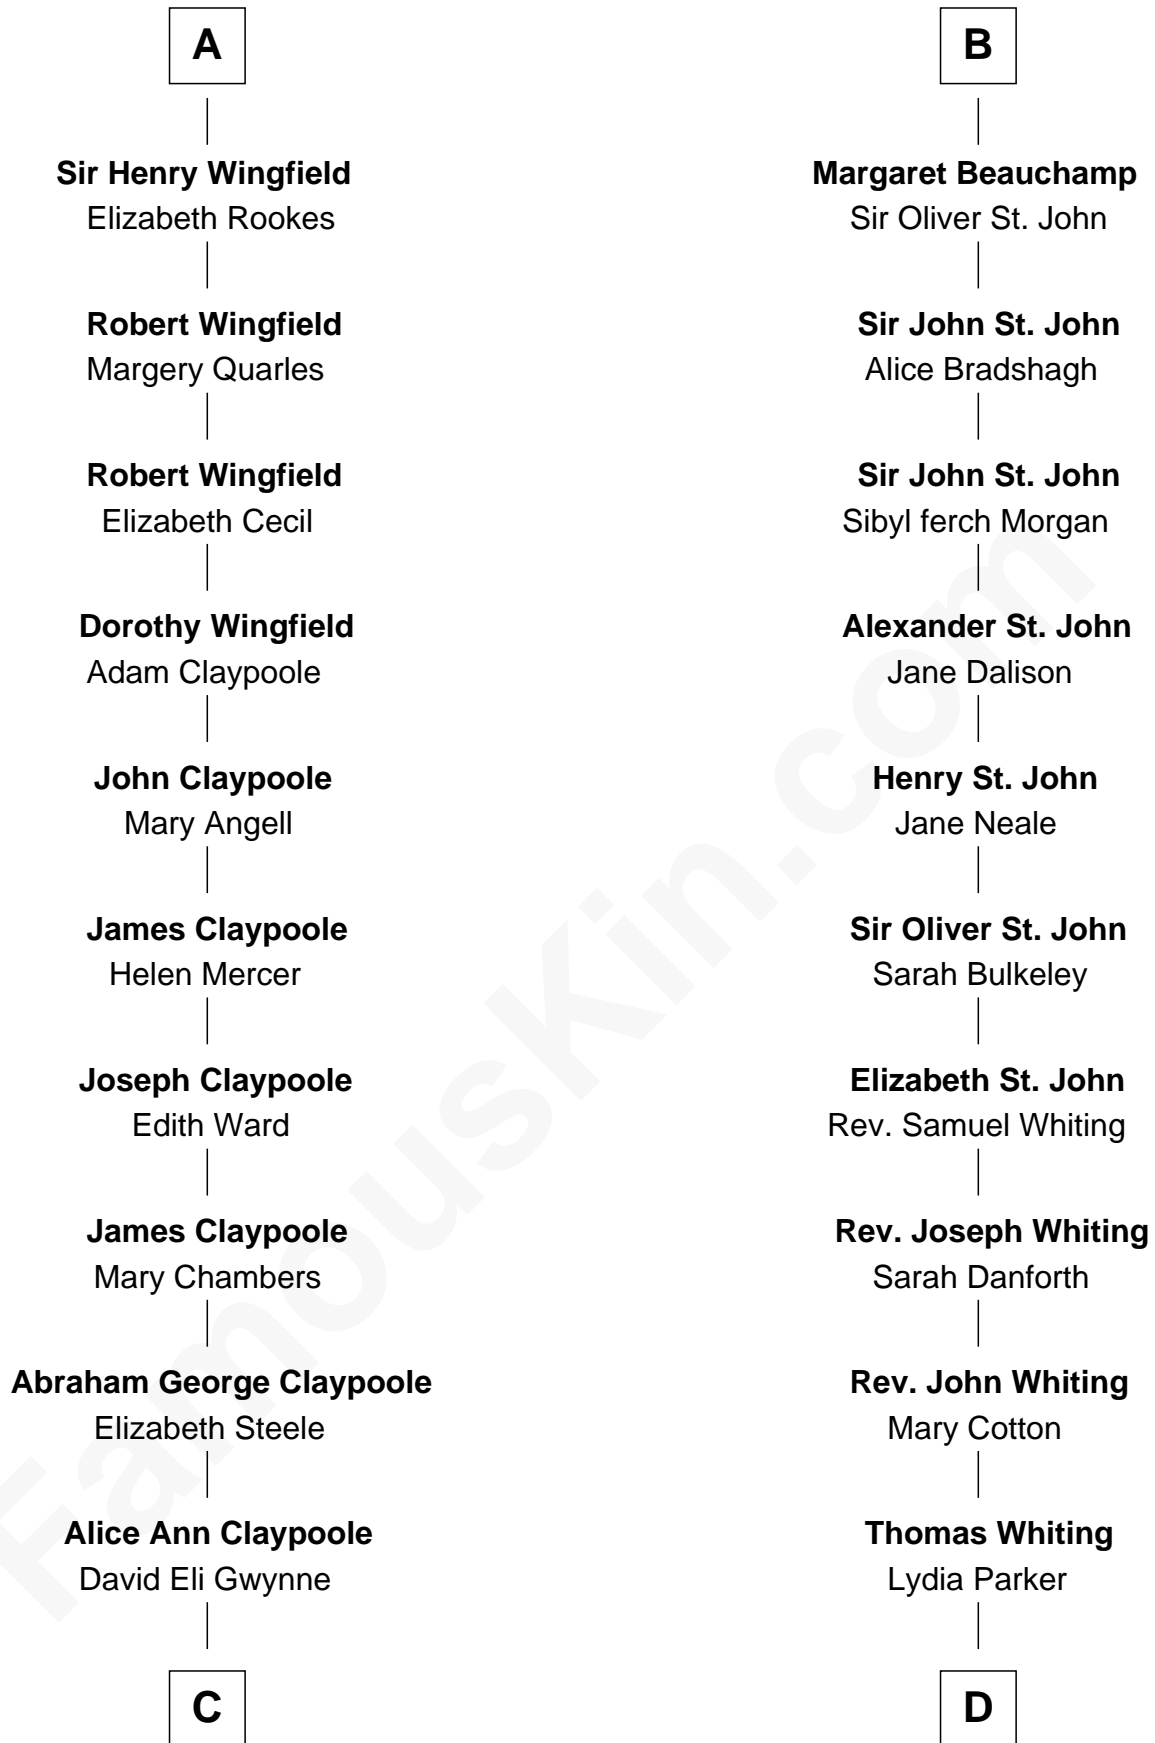 A
Sir Henry Wingfield
Elizabeth Rookes
Robert Wingfield
Margery Quarles
Robert Wingfield
Elizabeth Cecil
Dorothy Wingfield
Adam Claypoole
John Claypoole
Mary Angell
James Claypoole
Helen Mercer
Joseph Claypoole
Edith Ward
James Claypoole
Mary Chambers
Abraham George Claypoole
Elizabeth Steele
Alice Ann Claypoole
David Eli Gwynne
C
B
Margaret Beauchamp
Sir Oliver St. John
Sir John St. John
Alice Bradshagh
Sir John St. John
Sibyl ferch Morgan
Alexander St. John
Jane Dalison
Henry St. John
Jane Neale
Sir Oliver St. John
Sarah Bulkeley
Elizabeth St. John
Rev. Samuel Whiting
Rev. Joseph Whiting
Sarah Danforth
Rev. John Whiting
Mary Cotton
Thomas Whiting
Lydia Parker
D
FamousKin.com